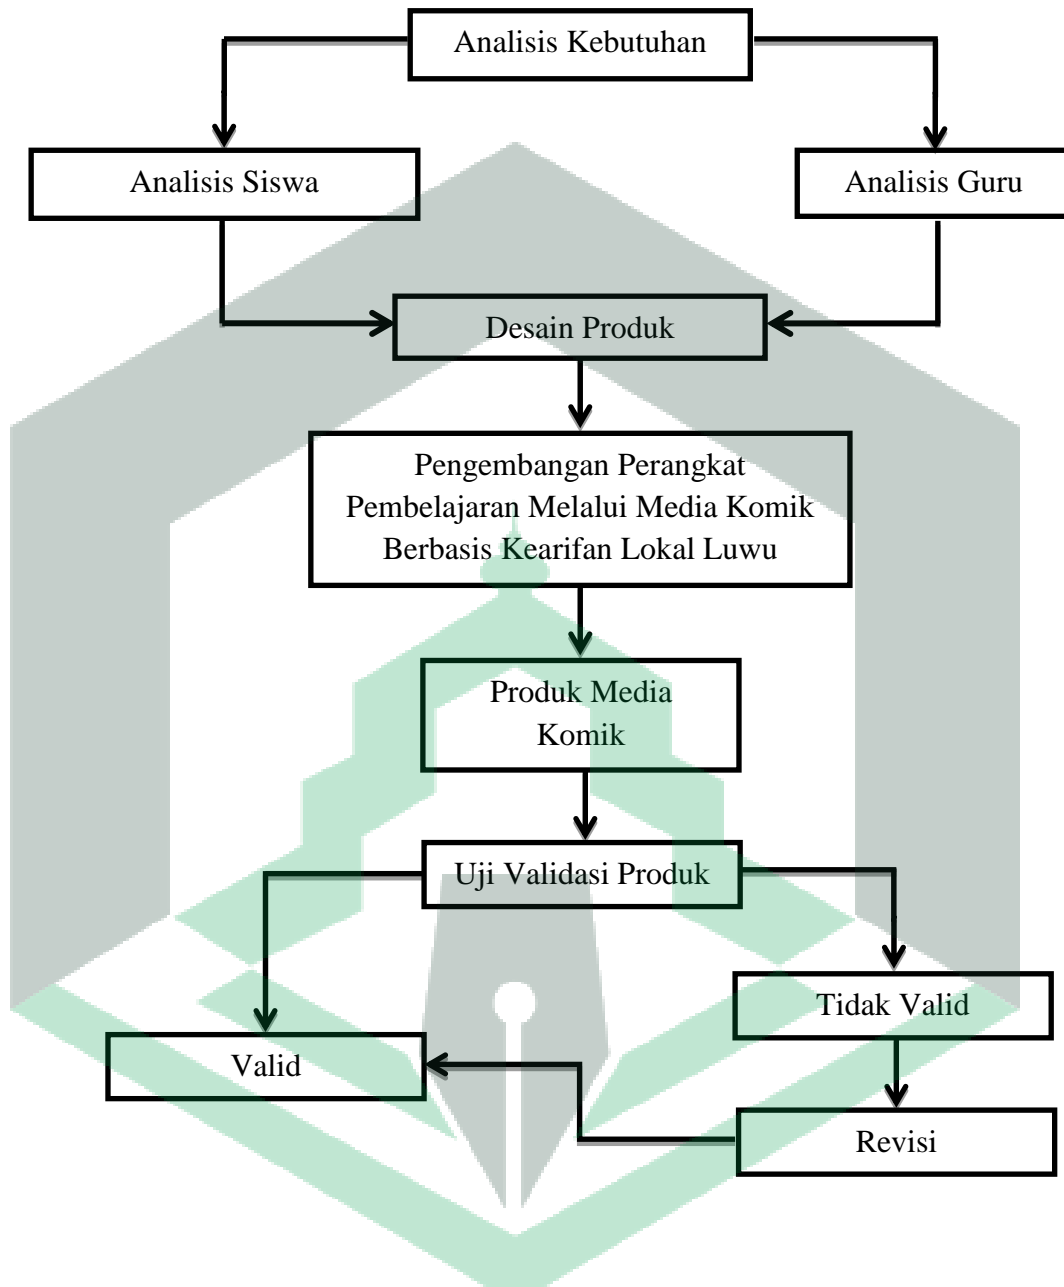 Analisis Kebutuhan
Analisis Siswa
Analisis Guru
Desain Produk
Pengembangan Perangkat
Pembelajaran Melalui Media Komik
Berbasis Kearifan Lokal Luwu
Produk Media
Komik
Uji Validasi Produk
Tidak Valid
Valid
Revisi